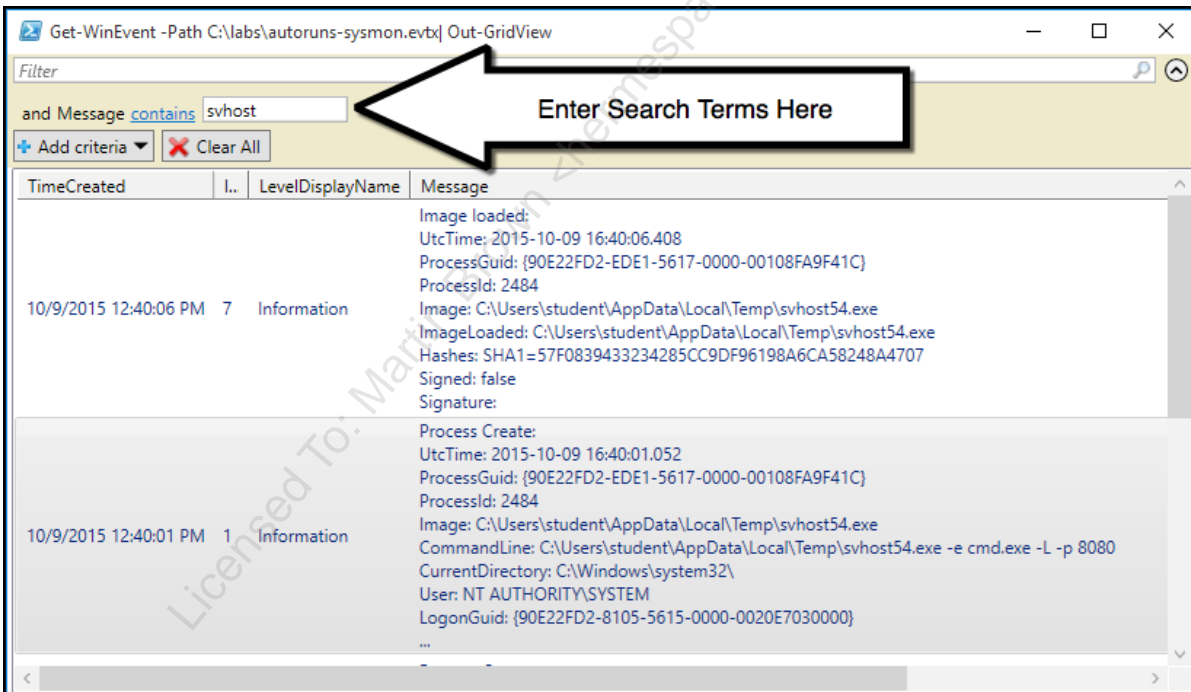 Get-WinEvent -Path C:\labs\autoruns-sysmon.evtx| Out-GridView
Filter
and Message contains svhost
Enter Search Terms Here
Add criteria Clear All
TimeCreated I.. LevelDisplayName Message
Image loaded:
UtcTime: 2015-10-09 16:40:06.408
ProcessGuid: {90E22FD2-EDE1-5617-0000-00108FA9F41C}
ProcessId: 2484
10/9/2015 12:40:06 PM 7 Information Image: C:\Users\student\AppData\Local\Temp\svhost54.exe
ImageLoaded: C:\Users\student\AppData\Local\Temp\svhost54.exe
Hashes: SHA1=57F0839433234285CC9DF96198A6CA58248A4707
Signed: false
Signature:
Process Create:
UtcTime: 2015-10-09 16:40:01.052
ProcessGuid: {90E22FD2-EDE1-5617-0000-00108FA9F41C}
ProcessId: 2484
Image: C:\Users\student\AppData\Local\Temp\svhost54.exe
10/9/2015 12:40:01 PM 1 Information CommandLine: C:\Users\student\AppData\Local\Temp\svhost54.exe -e cmd.exe -L -p 8080
CurrentDirectory: C:\Windows\system32\
User: NT AUTHORITY\SYSTEM
LogonGuid: {90E22FD2-8105-5615-0000-0020E7030000}
...
Licensed To: Martin Brown <hermespa